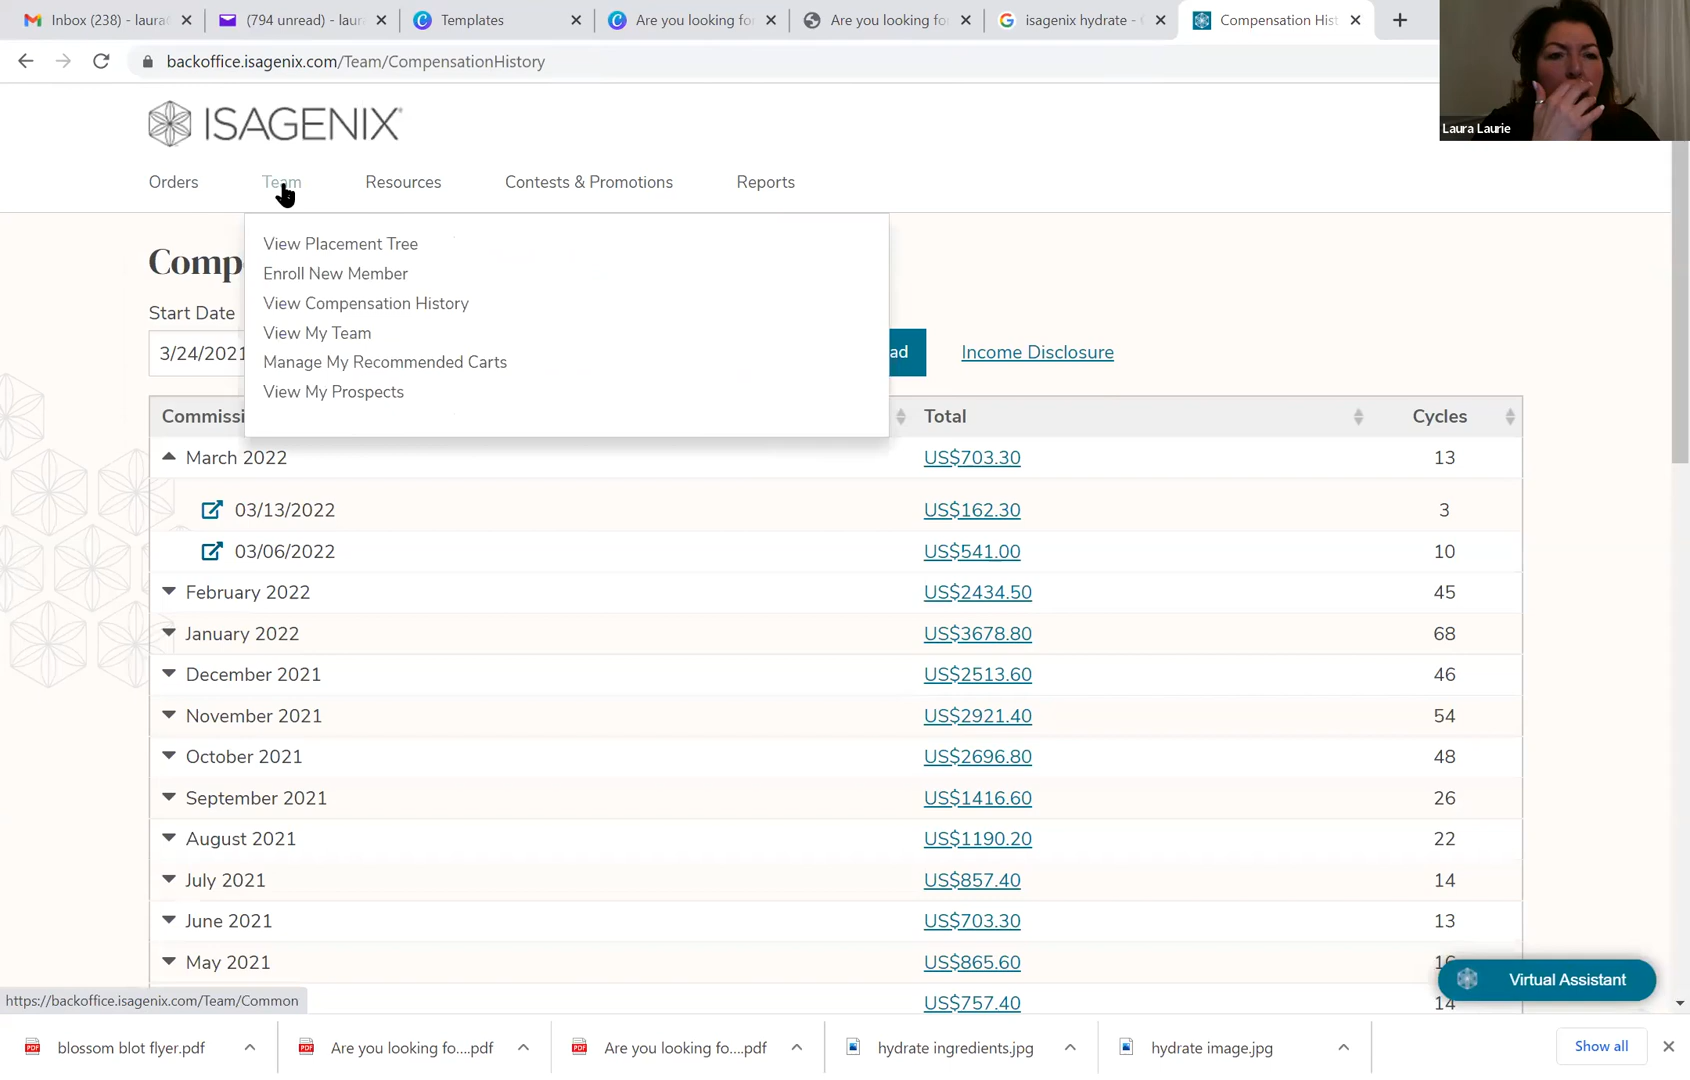 Inbox (238) - laura
(794 unread) - laur
Templates
Are you looking fo
Are you looking fo
isagenix hydrate -
Compensation Hist
backoffice.isagenix.com/Team/CompensationHistory
Laura Laurie
ISAGENIX
Orders
Team
Resources
Contests & Promotions
Reports
View Placement Tree
Enroll New Member
View Compensation History
View My Team
Manage My Recommended Carts
View My Prospects
Comp
Start Date
3/24/2021
ad
Income Disclosure
Commissi
Total
Cycles
March 2022 US$703.30 13
03/13/2022 US$162.30 3
03/06/2022 US$541.00 10
February 2022 US$2434.50 45
January 2022 US$3678.80 68
December 2021 US$2513.60 46
November 2021 US$2921.40 54
October 2021 US$2696.80 48
September 2021 US$1416.60 26
August 2021 US$1190.20 22
July 2021 US$857.40 14
June 2021 US$703.30 13
May 2021 US$865.60 16
US$757.40 14
Virtual Assistant
https://backoffice.isagenix.com/Team/Common
blossom blot flyer.pdf
Are you looking fo....pdf
Are you looking fo....pdf
hydrate ingredients.jpg
hydrate image.jpg
Show all